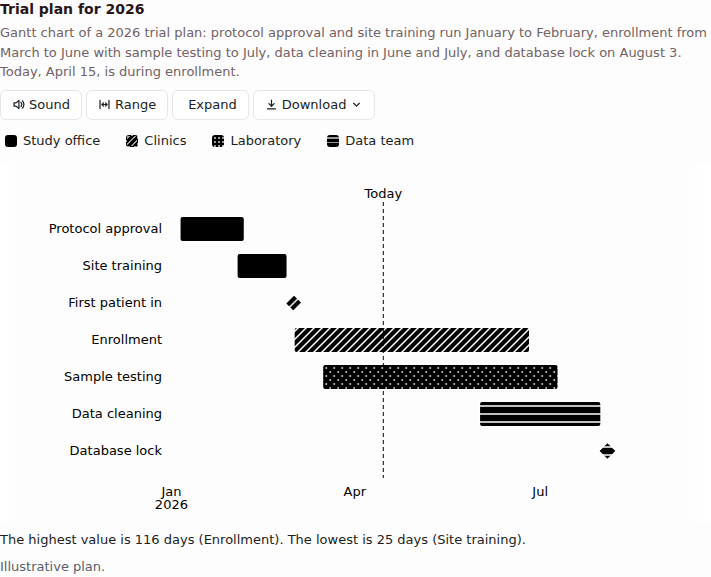 Trial plan for 2026
Gantt chart of a 2026 trial plan: protocol approval and site training run January to February, enrollment from
March to June with sample testing to July, data cleaning in June and July, and database lock on August 3.
Today, April 15, is during enrollment.
Sound Range Expand Download
Study office Clinics Laboratory Data team
Today
Protocol approval
Site training
First patient in
Enrollment
Sample testing
Data cleaning
Database lock
Jan Apr Jul
2026
The highest value is 116 days (Enrollment). The lowest is 25 days (Site training).
Illustrative plan.